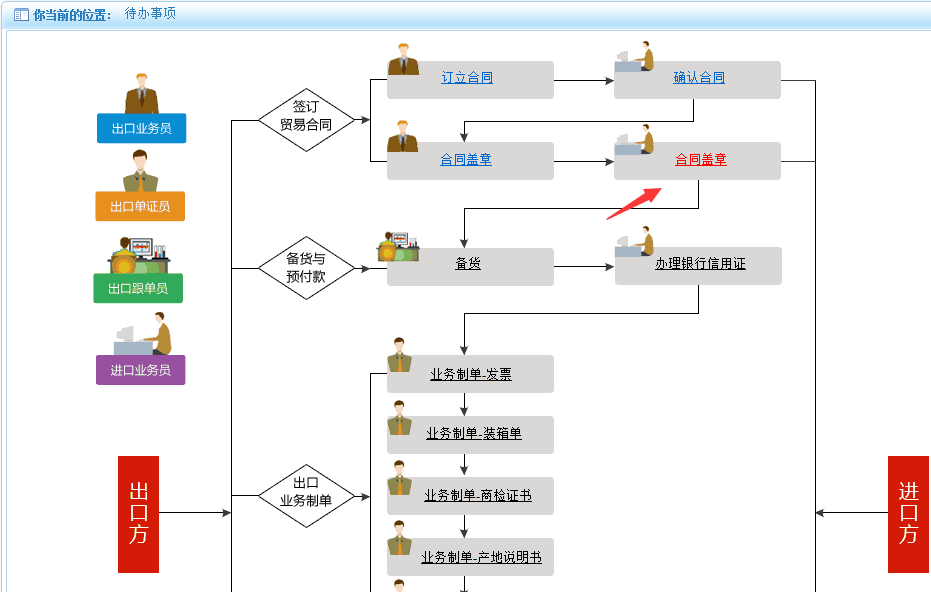 你当前的位置： 待办事项
出口业务员
出口单证员
出口跟单员
进口业务员
签订
贸易合同
订立合同
确认合同
合同盖章
合同盖章
备货与
预付款
备货
办理银行信用证
业务制单-发票
业务制单-装箱单
出口
业务制单
业务制单-商检证书
业务制单-产地说明书
出口方
进口方